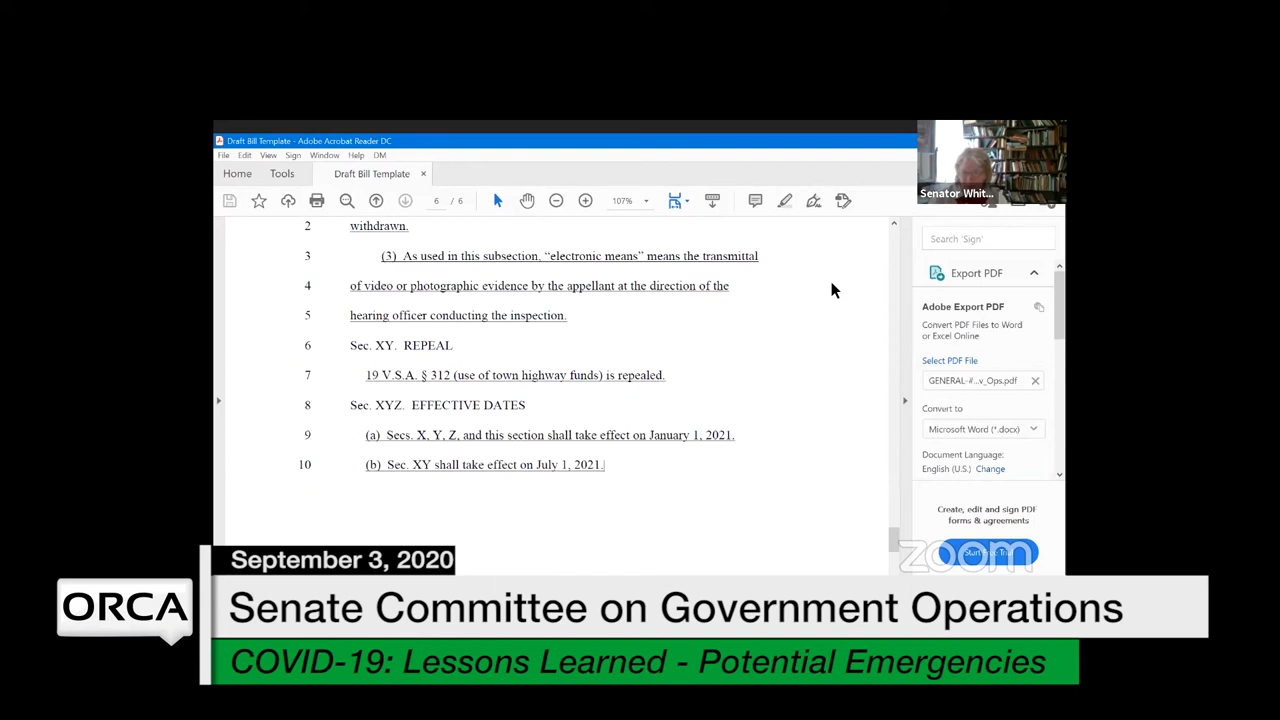 Draft Bill Template - Adobe Acrobat Reader DC
File Edit View Sign Window Help DM
Home Tools Draft Bill Template ×
6 / 6 107%
Senator Whit...
2 withdrawn.
3 (3) As used in this subsection, “electronic means” means the transmittal
4 of video or photographic evidence by the appellant at the direction of the
5 hearing officer conducting the inspection.
6 Sec. XY. REPEAL
7 19 V.S.A. § 312 (use of town highway funds) is repealed.
8 Sec. XYZ. EFFECTIVE DATES
9 (a) Secs. X, Y, Z, and this section shall take effect on January 1, 2021.
10 (b) Sec. XY shall take effect on July 1, 2021.
Search 'Sign'
Export PDF
Adobe Export PDF
Convert PDF Files to Word
or Excel Online
Select PDF File
GENERAL-#...v_Ops.pdf ×
Convert to
Microsoft Word (*.docx)
Document Language:
English (U.S.) Change
Create, edit and sign PDF
forms & agreements
Start Free Trial
zoom
September 3, 2020
ORCA
Senate Committee on Government Operations
COVID-19: Lessons Learned - Potential Emergencies